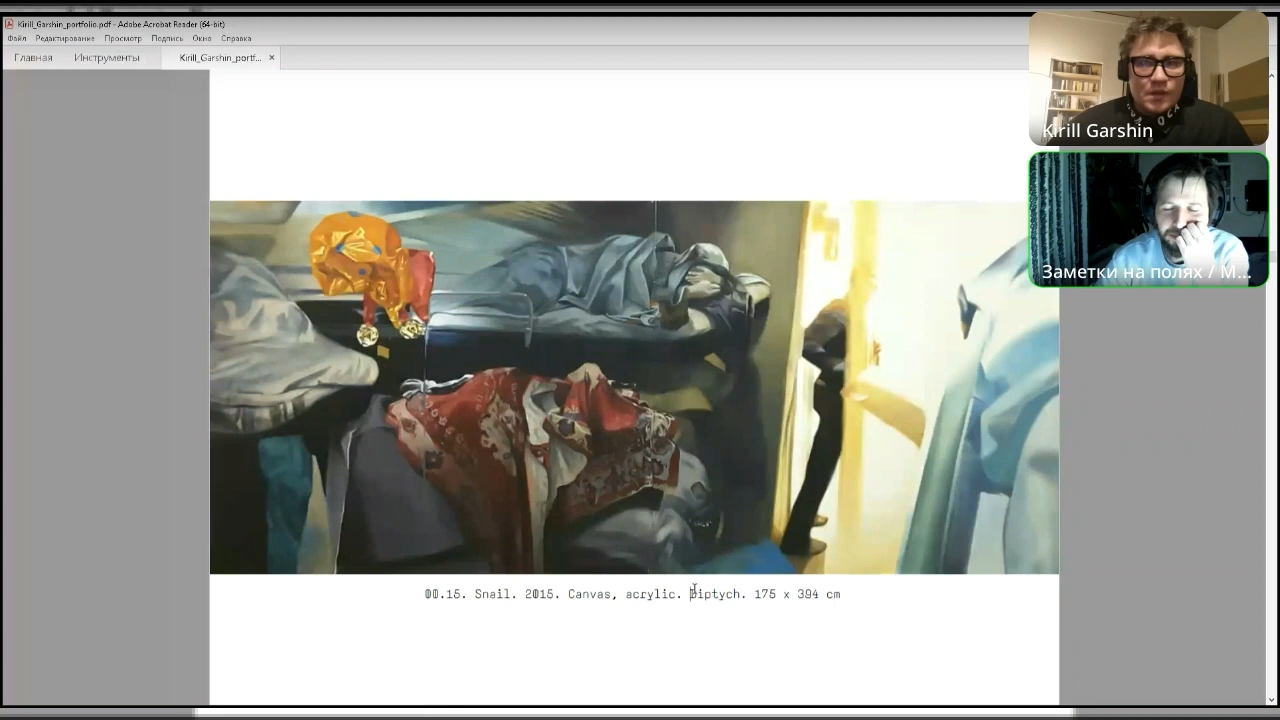 Kirill_Garshin_portfolio.pdf - Adobe Acrobat Reader (64-bit)
Файл Редактирование Просмотр Подпись Окно Справка
Главная Инструменты Kirill_Garshin_portf... ×
Kirill Garshin
Заметки на полях / М...
00.15. Snail. 2015. Canvas, acrylic. Diptych. 175 x 394 cm